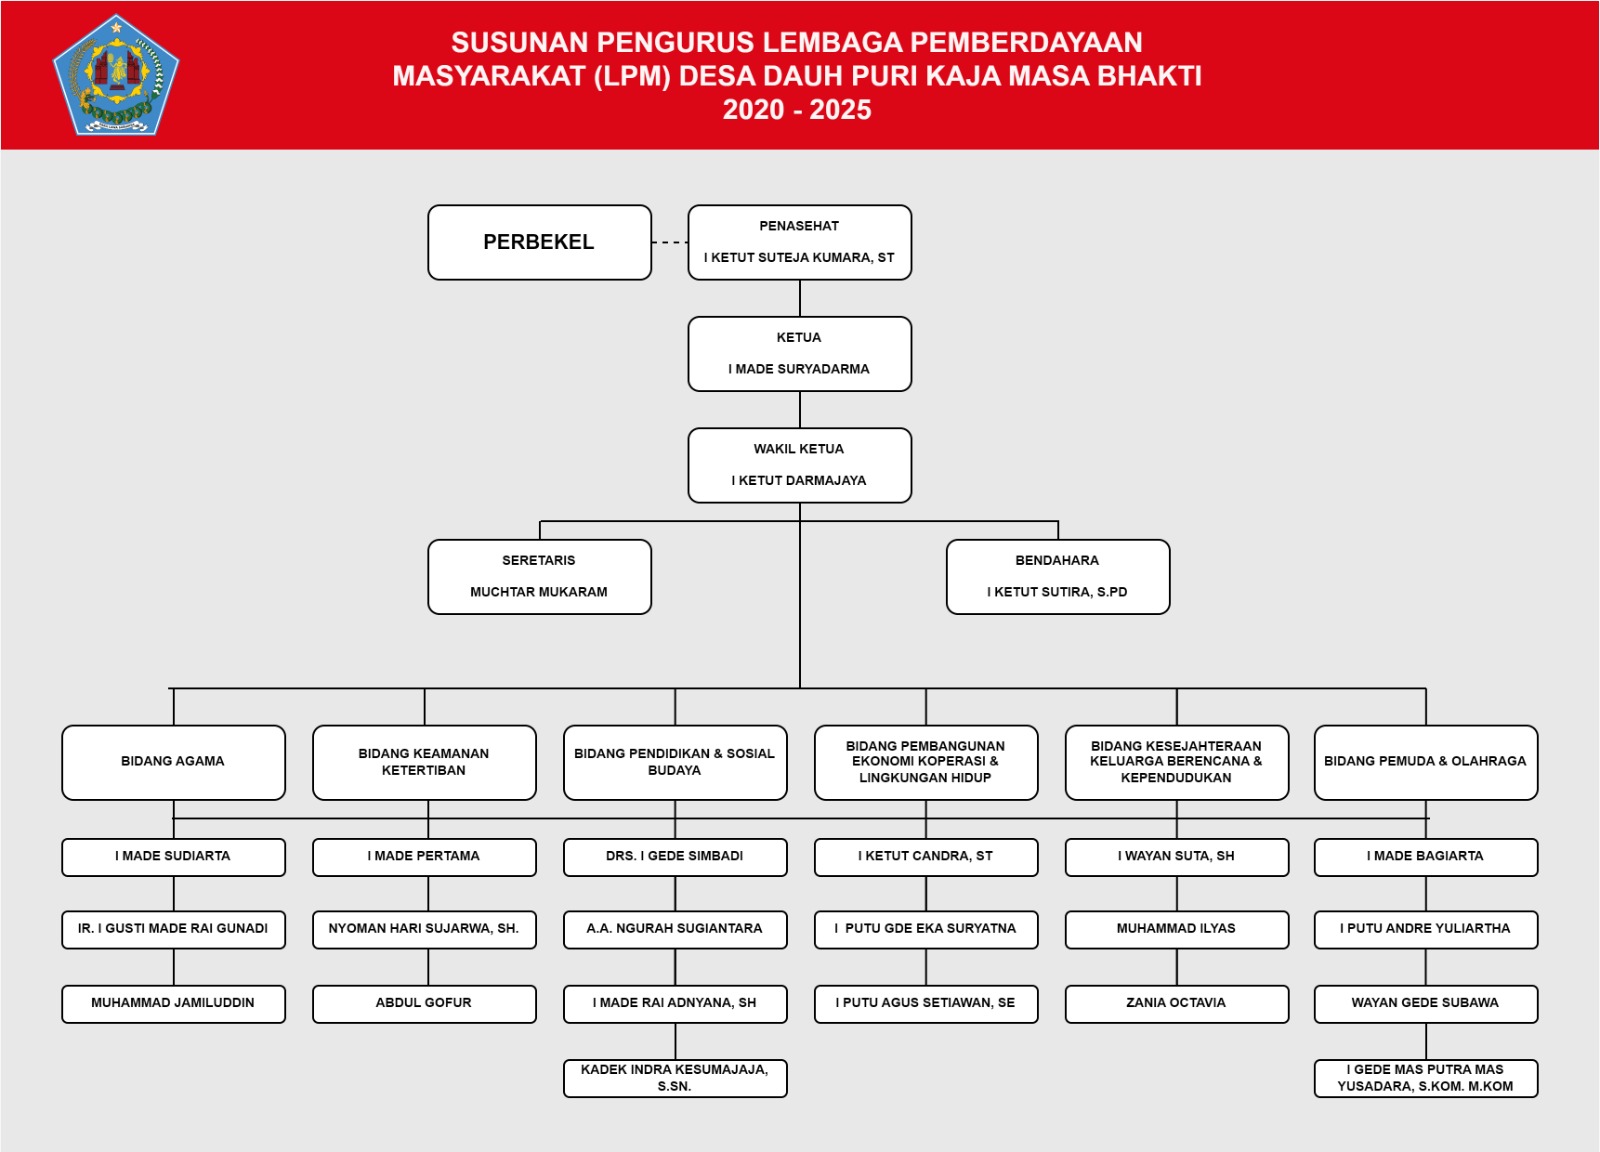 SUSUNAN PENGURUS LEMBAGA PEMBERDAYAAN
MASYARAKAT (LPM) DESA DAUH PURI KAJA MASA BHAKTI
2020 - 2025
PERBEKEL
PENASEHAT
I KETUT SUTEJA KUMARA, ST
KETUA
I MADE SURYADARMA
WAKIL KETUA
I KETUT DARMAJAYA
SERETARIS
MUCHTAR MUKARAM
BENDAHARA
I KETUT SUTIRA, S.PD
BIDANG AGAMA
BIDANG KEAMANAN
KETERTIBAN
BIDANG PENDIDIKAN & SOSIAL
BUDAYA
BIDANG PEMBANGUNAN
EKONOMI KOPERASI &
LINGKUNGAN HIDUP
BIDANG KESEJAHTERAAN
KELUARGA BERENCANA &
KEPENDUDUKAN
BIDANG PEMUDA & OLAHRAGA
I MADE SUDIARTA
I MADE PERTAMA
DRS. I GEDE SIMBADI
I KETUT CANDRA, ST
I WAYAN SUTA, SH
I MADE BAGIARTA
IR. I GUSTI MADE RAI GUNADI
NYOMAN HARI SUJARWA, SH.
A.A. NGURAH SUGIANTARA
I  PUTU GDE EKA SURYATNA
MUHAMMAD ILYAS
I PUTU ANDRE YULIARTHA
MUHAMMAD JAMILUDDIN
ABDUL GOFUR
I MADE RAI ADNYANA, SH
I PUTU AGUS SETIAWAN, SE
ZANIA OCTAVIA
WAYAN GEDE SUBAWA
KADEK INDRA KESUMAJAJA,
S.SN.
I GEDE MAS PUTRA MAS
YUSADARA, S.KOM. M.KOM